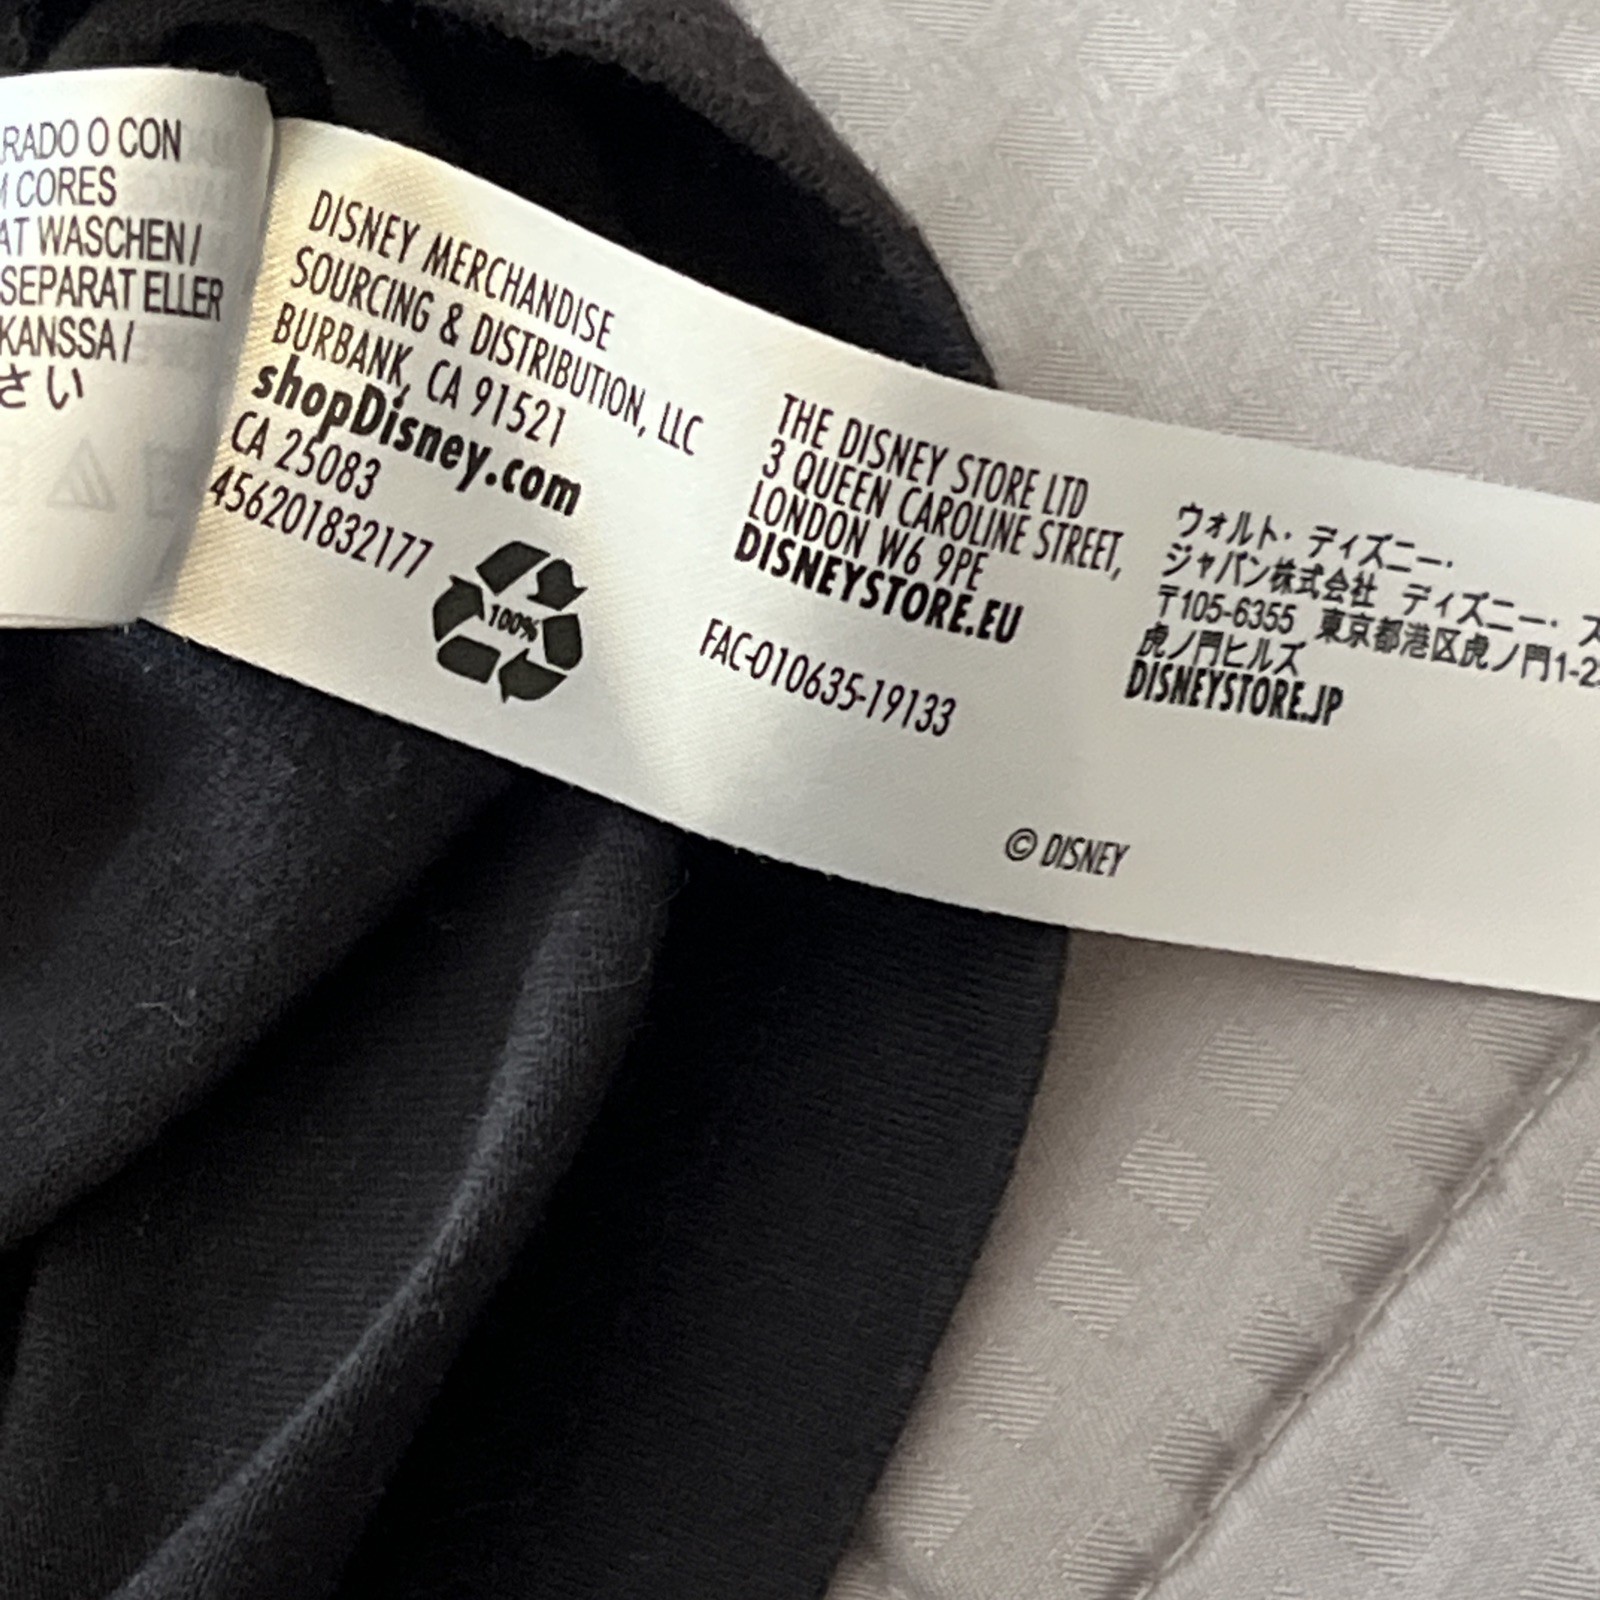 RADO O CON
CORES
AT WASCHEN /
SEPARAT ELLER
KANSSA /
さい
DISNEY MERCHANDISE
SOURCING & DISTRIBUTION, LLC
BURBANK, CA 91521
shopDisney.com
CA 25083
456201832177
100%
THE DISNEY STORE LTD
3 QUEEN CAROLINE STREET,
LONDON W6 9PE
DISNEYSTORE.EU
FAC-010635-19133
ウォルト・ディズニー・
ジャパン株式会社 ディズニー・ス
〒105-6355 東京都港区虎ノ門1-2
虎ノ門ヒルズ
DISNEYSTORE.JP
© DISNEY